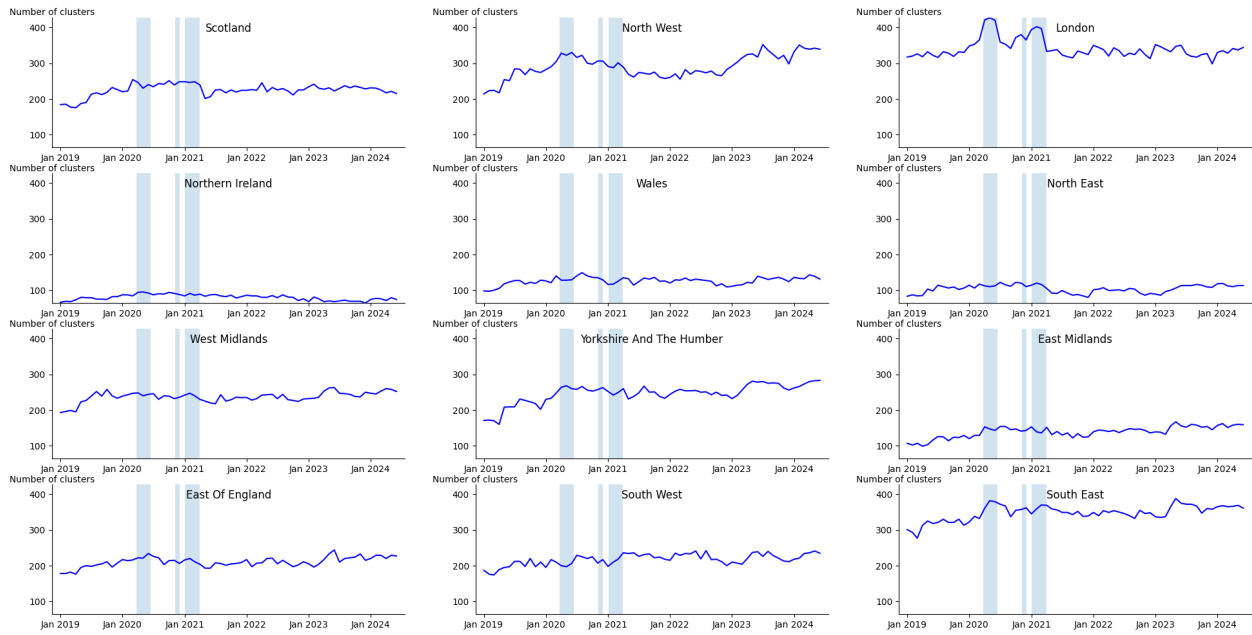 Number of clusters
Scotland
400
300
200
100
Jan 2019 Jan 2020 Jan 2021 Jan 2022 Jan 2023 Jan 2024
Number of clusters
North West
400
300
200
100
Jan 2019 Jan 2020 Jan 2021 Jan 2022 Jan 2023 Jan 2024
Number of clusters
London
400
300
200
100
Jan 2019 Jan 2020 Jan 2021 Jan 2022 Jan 2023 Jan 2024
Number of clusters
Northern Ireland
400
300
200
100
Jan 2019 Jan 2020 Jan 2021 Jan 2022 Jan 2023 Jan 2024
Number of clusters
Wales
400
300
200
100
Jan 2019 Jan 2020 Jan 2021 Jan 2022 Jan 2023 Jan 2024
Number of clusters
North East
400
300
200
100
Jan 2019 Jan 2020 Jan 2021 Jan 2022 Jan 2023 Jan 2024
Number of clusters
West Midlands
400
300
200
100
Jan 2019 Jan 2020 Jan 2021 Jan 2022 Jan 2023 Jan 2024
Number of clusters
Yorkshire And The Humber
400
300
200
100
Jan 2019 Jan 2020 Jan 2021 Jan 2022 Jan 2023 Jan 2024
Number of clusters
East Midlands
400
300
200
100
Jan 2019 Jan 2020 Jan 2021 Jan 2022 Jan 2023 Jan 2024
Number of clusters
East Of England
400
300
200
100
Jan 2019 Jan 2020 Jan 2021 Jan 2022 Jan 2023 Jan 2024
Number of clusters
South West
400
300
200
100
Jan 2019 Jan 2020 Jan 2021 Jan 2022 Jan 2023 Jan 2024
Number of clusters
South East
400
300
200
100
Jan 2019 Jan 2020 Jan 2021 Jan 2022 Jan 2023 Jan 2024